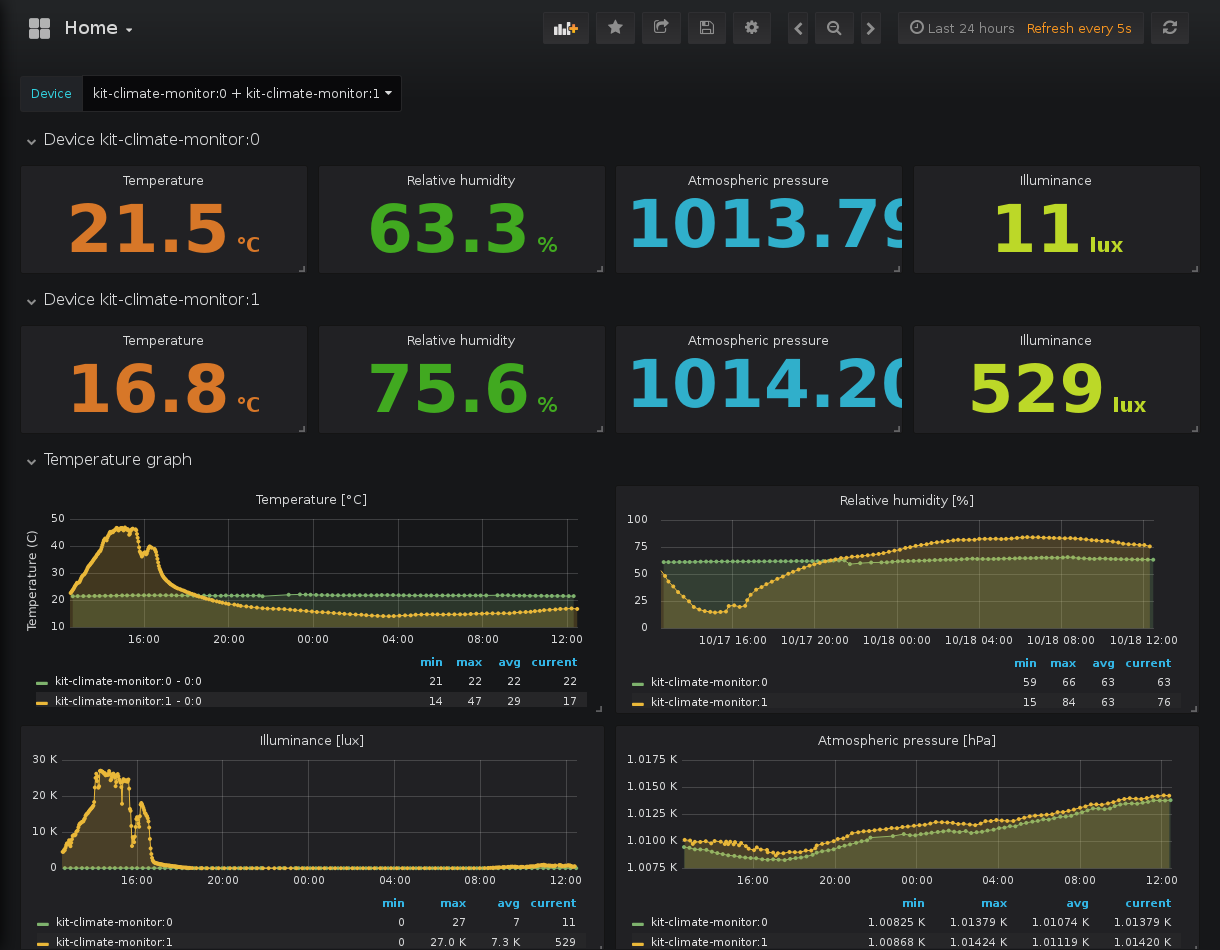 Home
Last 24 hours Refresh every 5s
Device kit-climate-monitor:0 + kit-climate-monitor:1
Device kit-climate-monitor:0
Temperature Relative humidity Atmospheric pressure Illuminance
21.5 °C 63.3 % 1013.79 11 lux
Device kit-climate-monitor:1
Temperature Relative humidity Atmospheric pressure Illuminance
16.8 °C 75.6 % 1014.20 529 lux
Temperature graph
Temperature [°C]
Temperature (C)
50
40
30
20
10
16:00 20:00 00:00 04:00 08:00 12:00
min max avg current
kit-climate-monitor:0 - 0:0 21 22 22 22
kit-climate-monitor:1 - 0:0 14 47 29 17
Relative humidity [%]
100
75
50
25
0
10/17 16:00 10/17 20:00 10/18 00:00 10/18 04:00 10/18 08:00 10/18 12:00
min max avg current
kit-climate-monitor:0 59 66 63 63
kit-climate-monitor:1 15 84 63 76
Illuminance [lux]
30 K
20 K
10 K
0
16:00 20:00 00:00 04:00 08:00 12:00
min max avg current
kit-climate-monitor:0 0 27 7 11
kit-climate-monitor:1 0 27.0 K 7.3 K 529
Atmospheric pressure [hPa]
1.0175 K
1.0150 K
1.0125 K
1.0100 K
1.0075 K
16:00 20:00 00:00 04:00 08:00 12:00
min max avg current
kit-climate-monitor:0 1.00825 K 1.01379 K 1.01074 K 1.01379 K
kit-climate-monitor:1 1.00868 K 1.01424 K 1.01119 K 1.01420 K